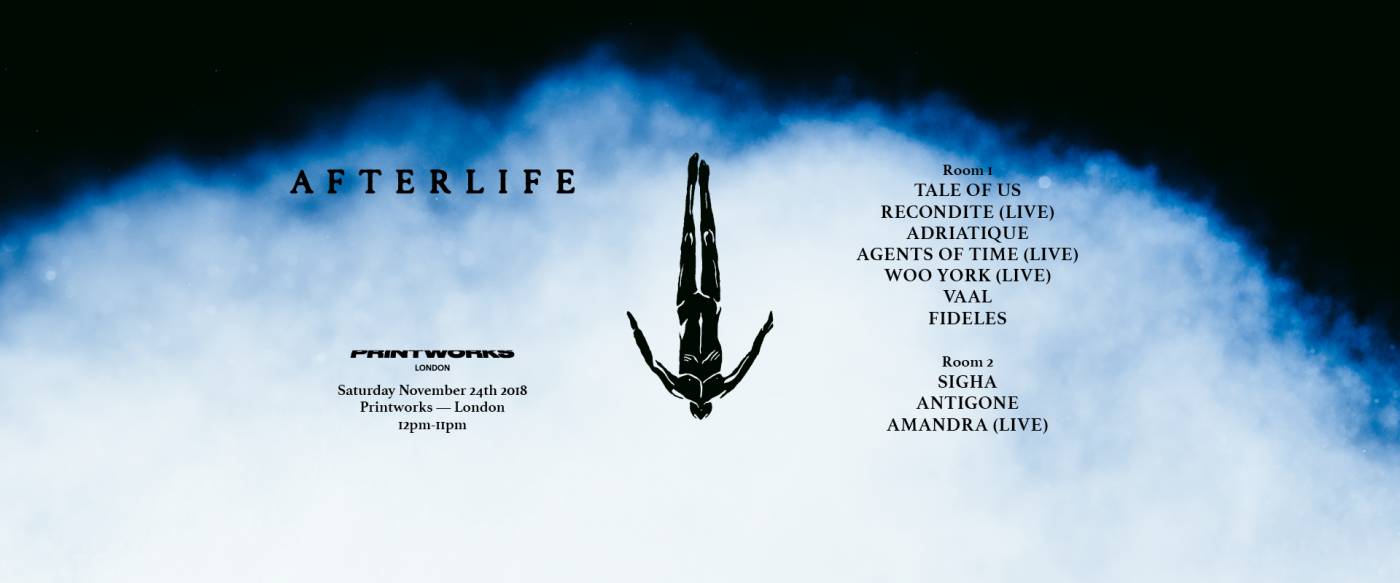 AFTERLIFE
PRINTWORKS
LONDON
Saturday November 24th 2018
Printworks — London
12pm-11pm
Room 1
TALE OF US
RECONDITE (LIVE)
ADRIATIQUE
AGENTS OF TIME (LIVE)
WOO YORK (LIVE)
VAAL
FIDELES
Room 2
SIGHA
ANTIGONE
AMANDRA (LIVE)